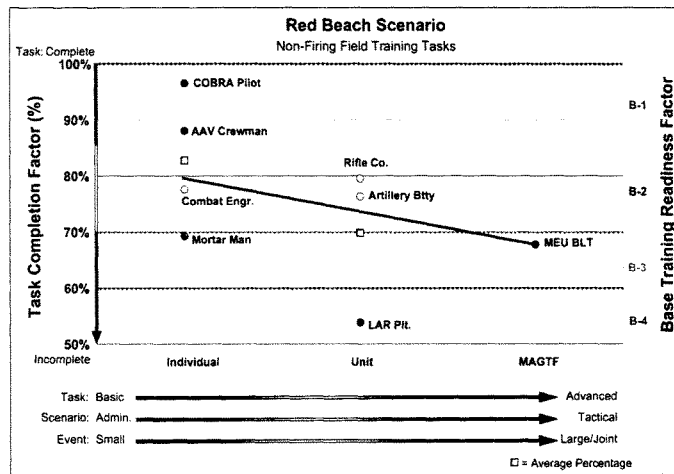 Red Beach Scenario
Non-Firing Field Training Tasks
Task: Complete
100%
90%
80%
70%
60%
50%
Incomplete
Task Completion Factor (%)
COBRA Pilot
AAV Crewman
Combat Engr.
Mortar Man
Rifle Co.
Artillery Btty
LAR Plt.
MEU BLT
B-1
B-2
B-3
B-4
Base Training Readiness Factor
Individual Unit MAGTF
Task: Basic Advanced
Scenario: Admin. Tactical
Event: Small Large/Joint
= Average Percentage